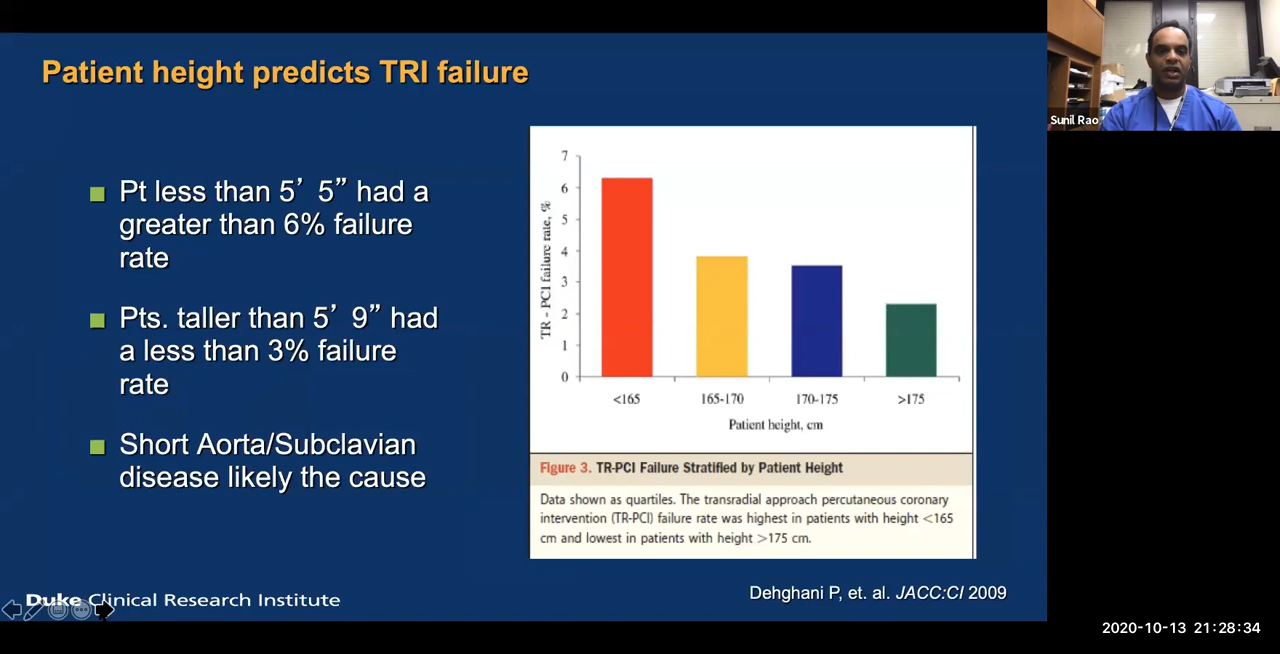 Patient height predicts TRI failure
Sunil Rao
■ Pt less than 5’ 5” had a
greater than 6% failure
rate
■ Pts. taller than 5’ 9” had
a less than 3% failure
rate
■ Short Aorta/Subclavian
disease likely the cause
TR - PCI failure rate, %
7
6
5
4
3
2
1
0
<165 165-170 170-175 >175
Patient height, cm
Figure 3. TR-PCI Failure Stratified by Patient Height
Data shown as quartiles. The transradial approach percutaneous coronary
intervention (TR-PCI) failure rate was highest in patients with height <165
cm and lowest in patients with height >175 cm.
Duke Clinical Research Institute
Dehghani P, et. al. JACC:CI 2009
2020-10-13 21:28:34